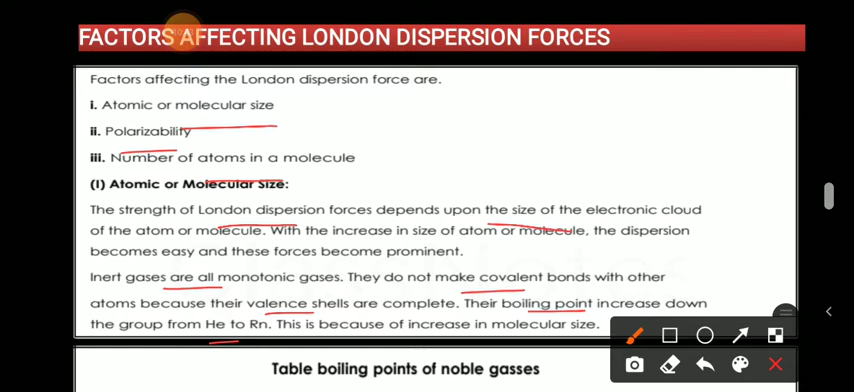 FACTORS AFFECTING LONDON DISPERSION FORCES
Factors affecting the London dispersion force are.
i. Atomic or molecular size
ii. Polarizability
iii. Number of atoms in a molecule
(I) Atomic or Molecular Size:
The strength of London dispersion forces depends upon the size of the electronic cloud
of the atom or molecule. With the increase in size of atom or molecule, the dispersion
becomes easy and these forces become prominent.
Inert gases are all monotonic gases. They do not make covalent bonds with other
atoms because their valence shells are complete. Their boiling point increase down
the group from He to Rn. This is because of increase in molecular size.
Table boiling points of noble gasses